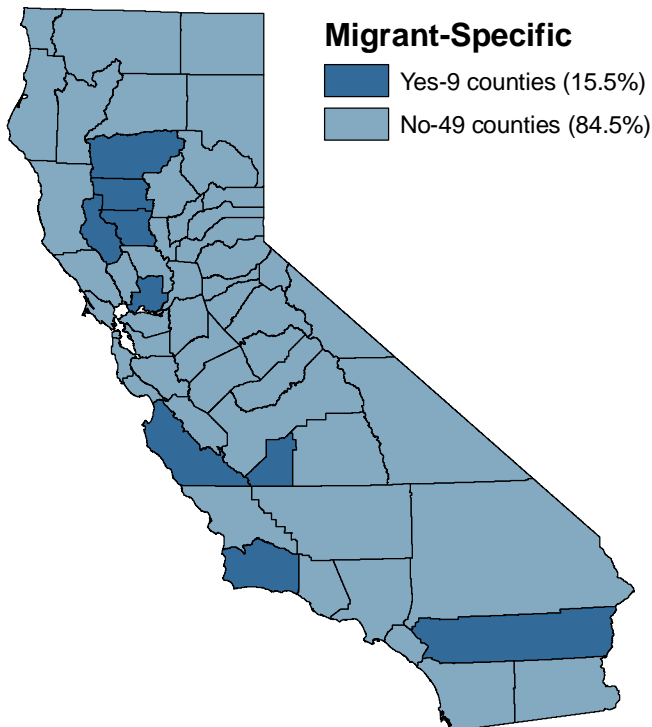 Migrant-Specific
Yes-9 counties (15.5%)
No-49 counties (84.5%)